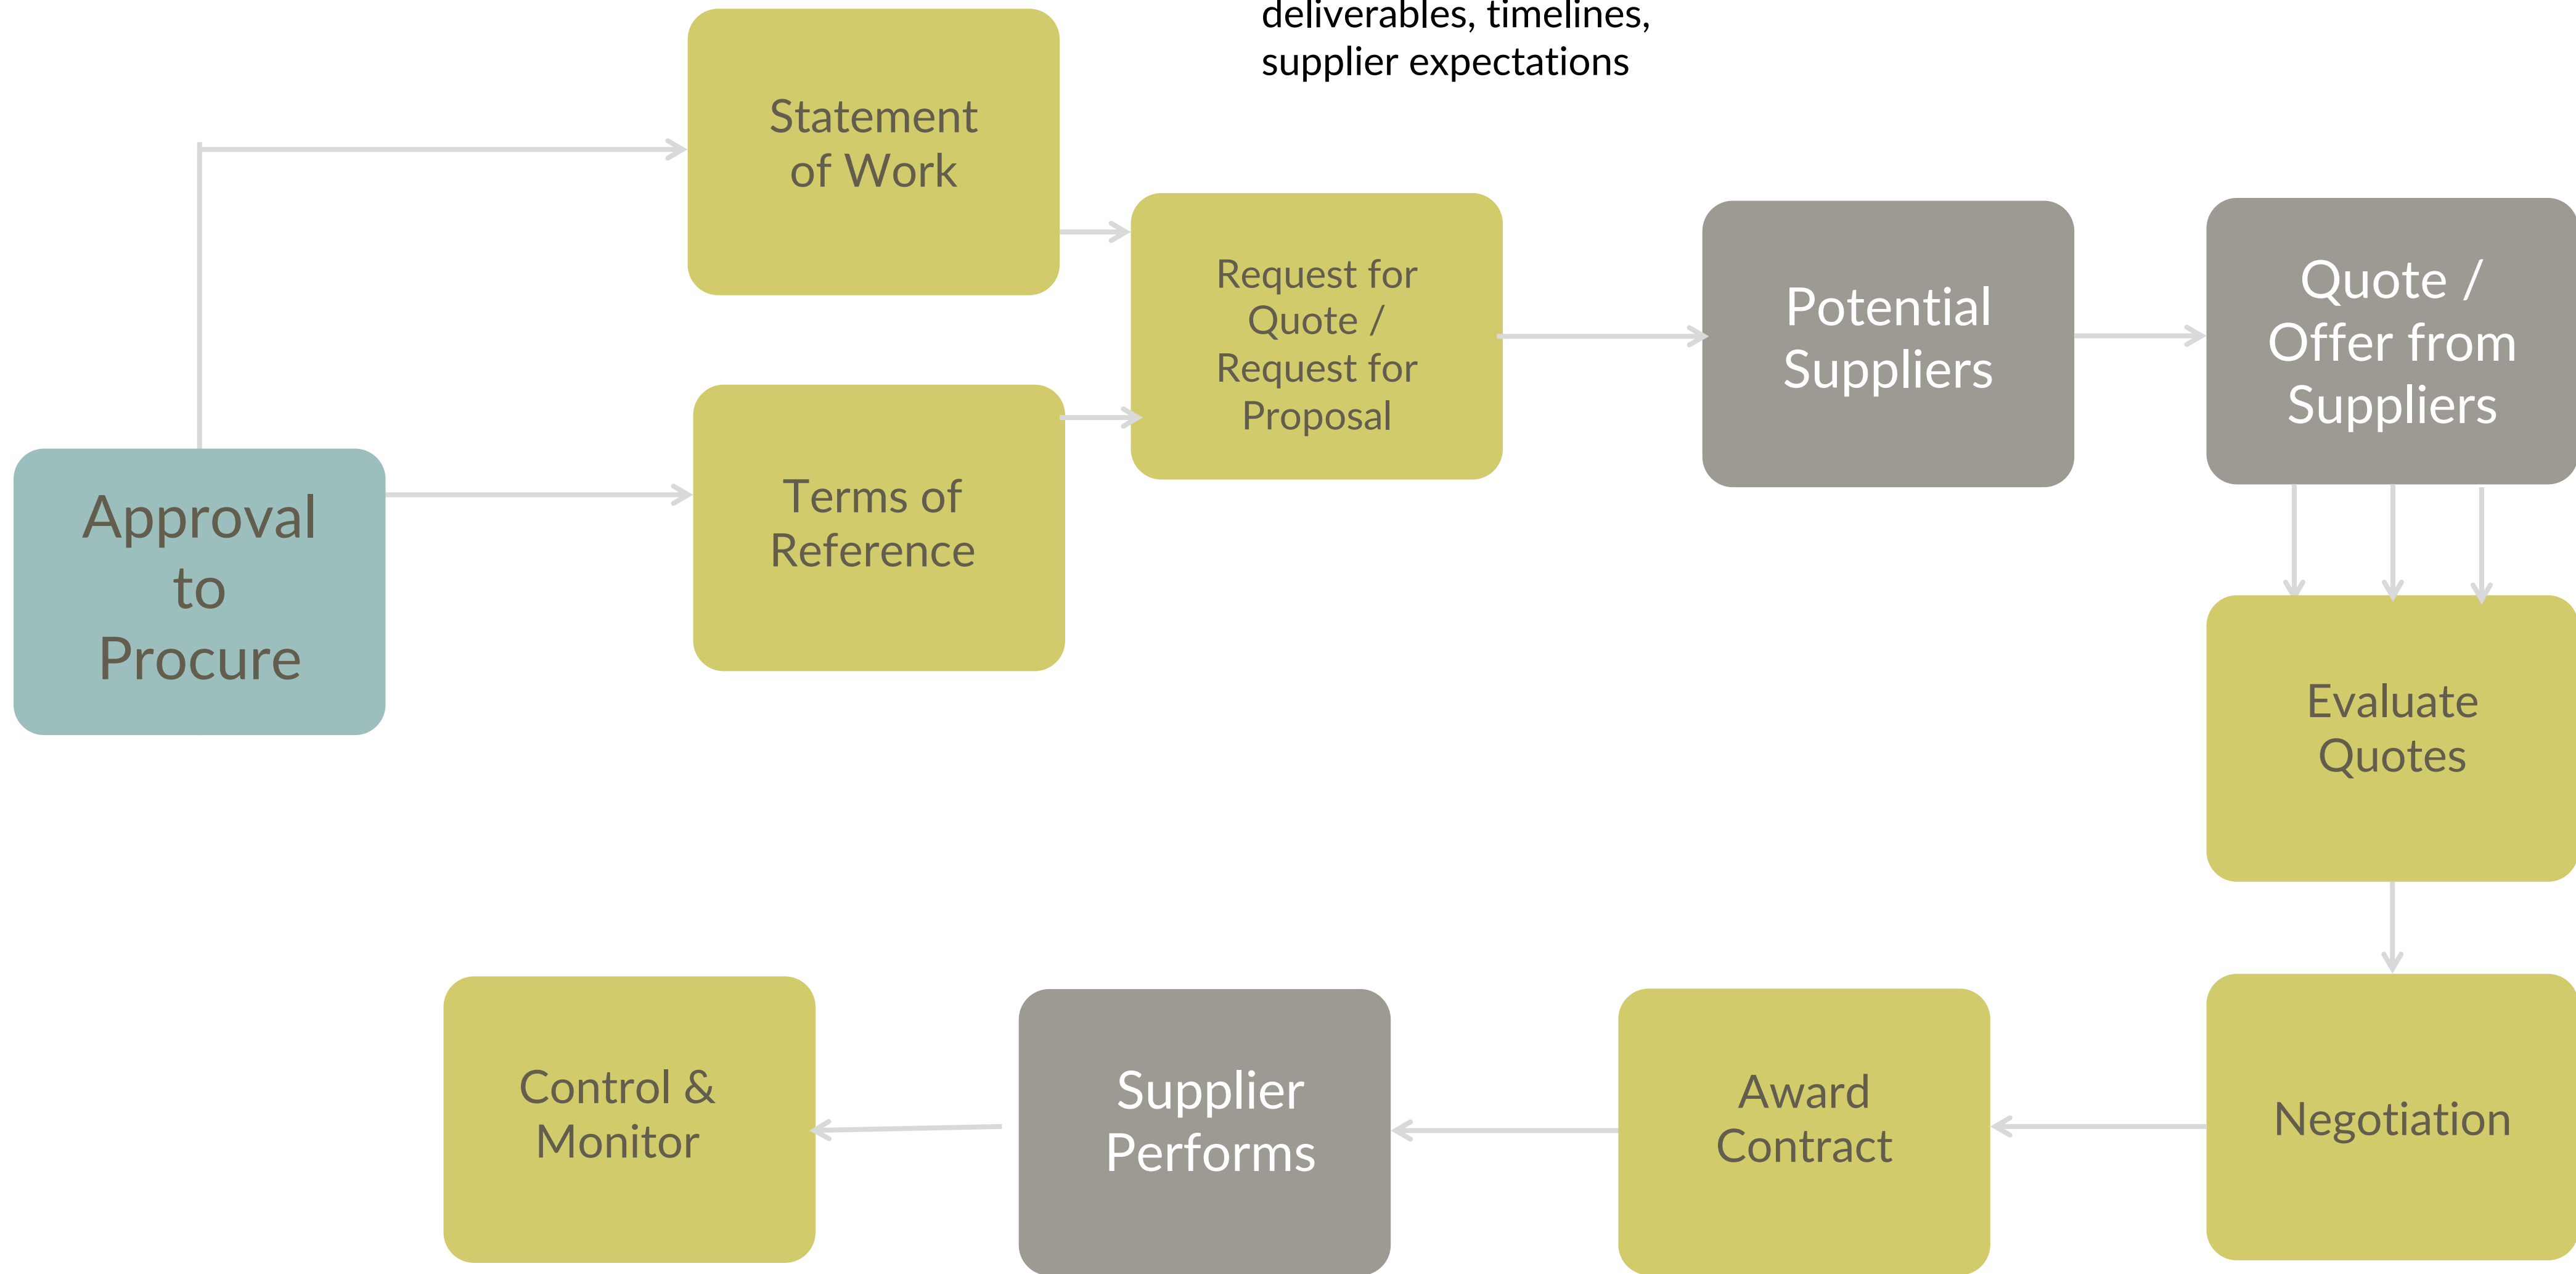 deliverables, timelines,
supplier expectations
Statement
of Work
Request for
Quote /
Request for
Proposal
Potential
Suppliers
Quote /
Offer from
Suppliers
Approval
to
Procure
Terms of
Reference
Evaluate
Quotes
Control &
Monitor
Supplier
Performs
Award
Contract
Negotiation